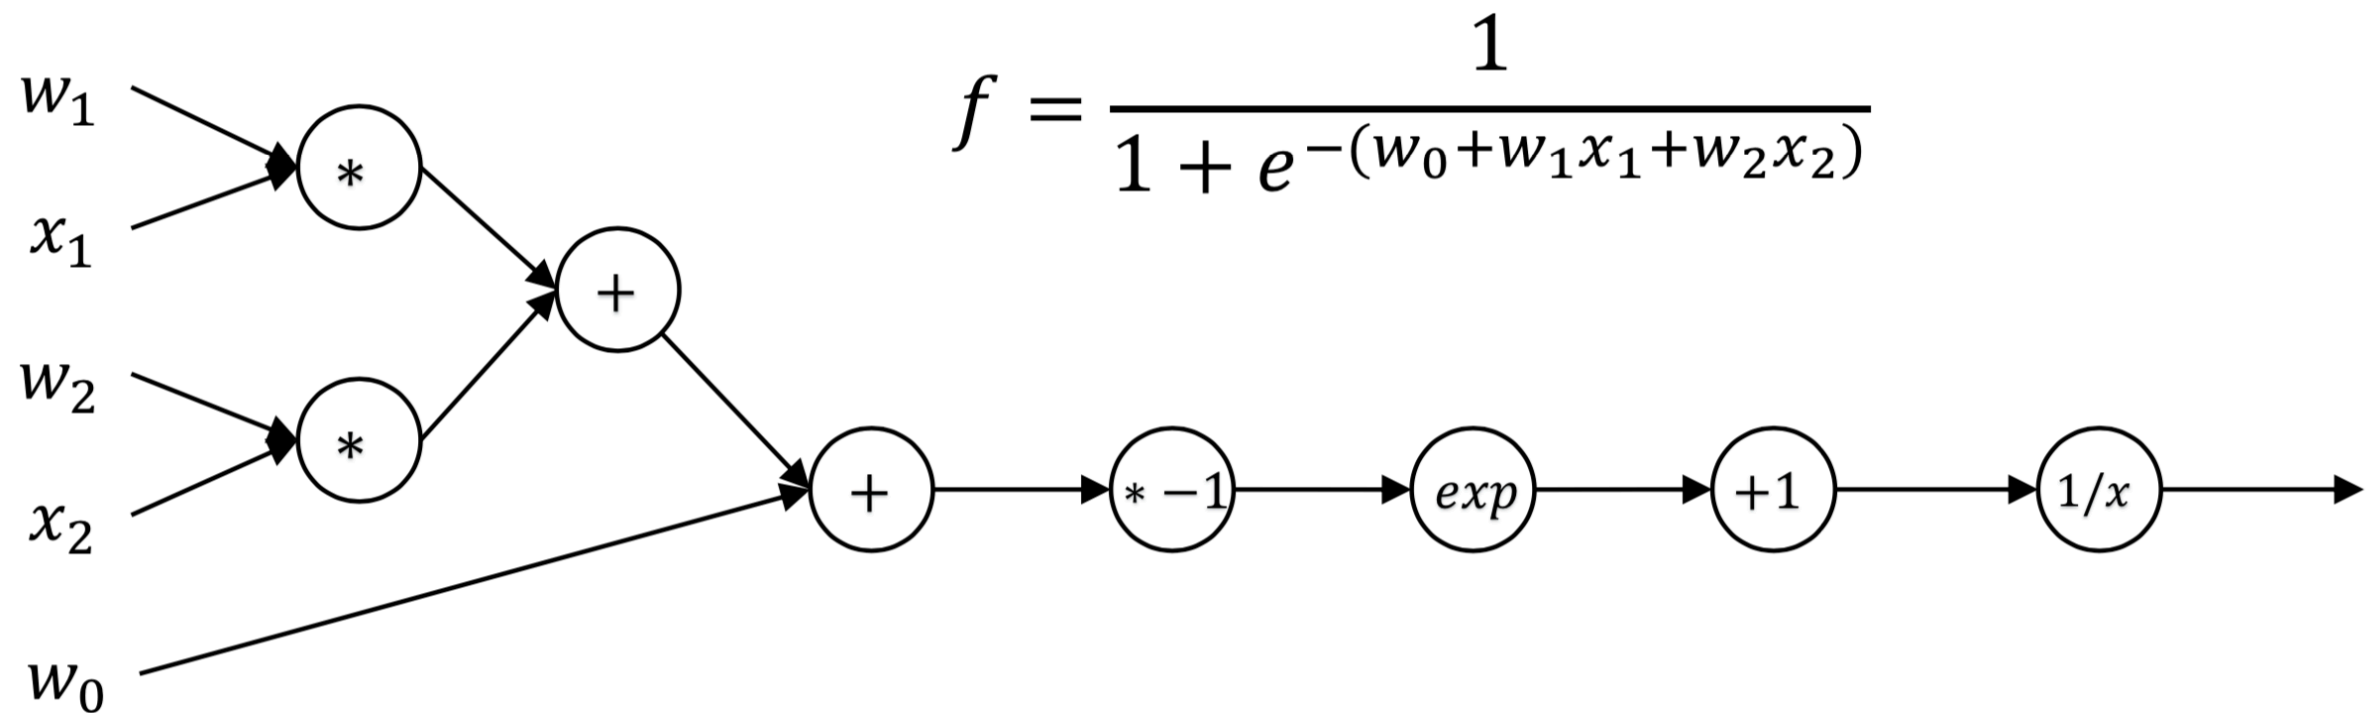 f = 1 / (1 + e^−(w₀+w₁x₁+w₂x₂))
w₁
*
x₁
+
w₂
*
x₂
+
* −1
exp
+1
1/x
w₀